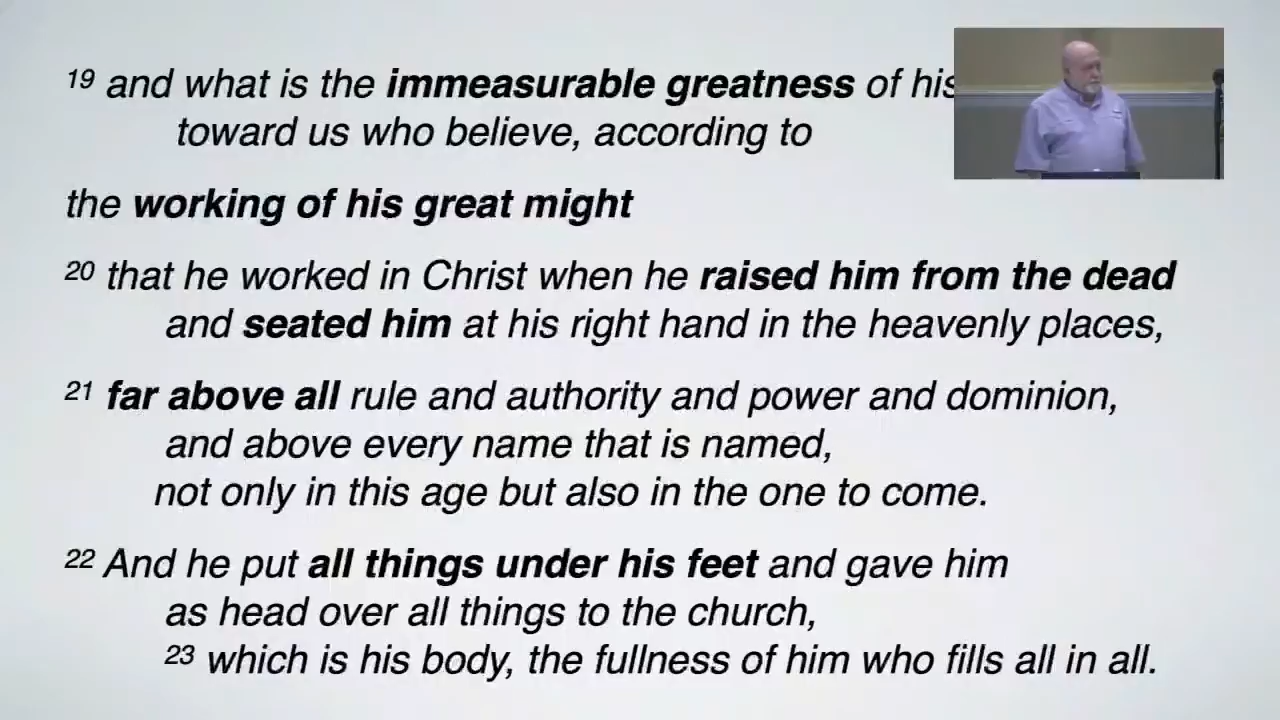 19 and what is the immeasurable greatness of his
toward us who believe, according to
the working of his great might
20 that he worked in Christ when he raised him from the dead
and seated him at his right hand in the heavenly places,
21 far above all rule and authority and power and dominion,
and above every name that is named,
not only in this age but also in the one to come.
22 And he put all things under his feet and gave him
as head over all things to the church,
23 which is his body, the fullness of him who fills all in all.